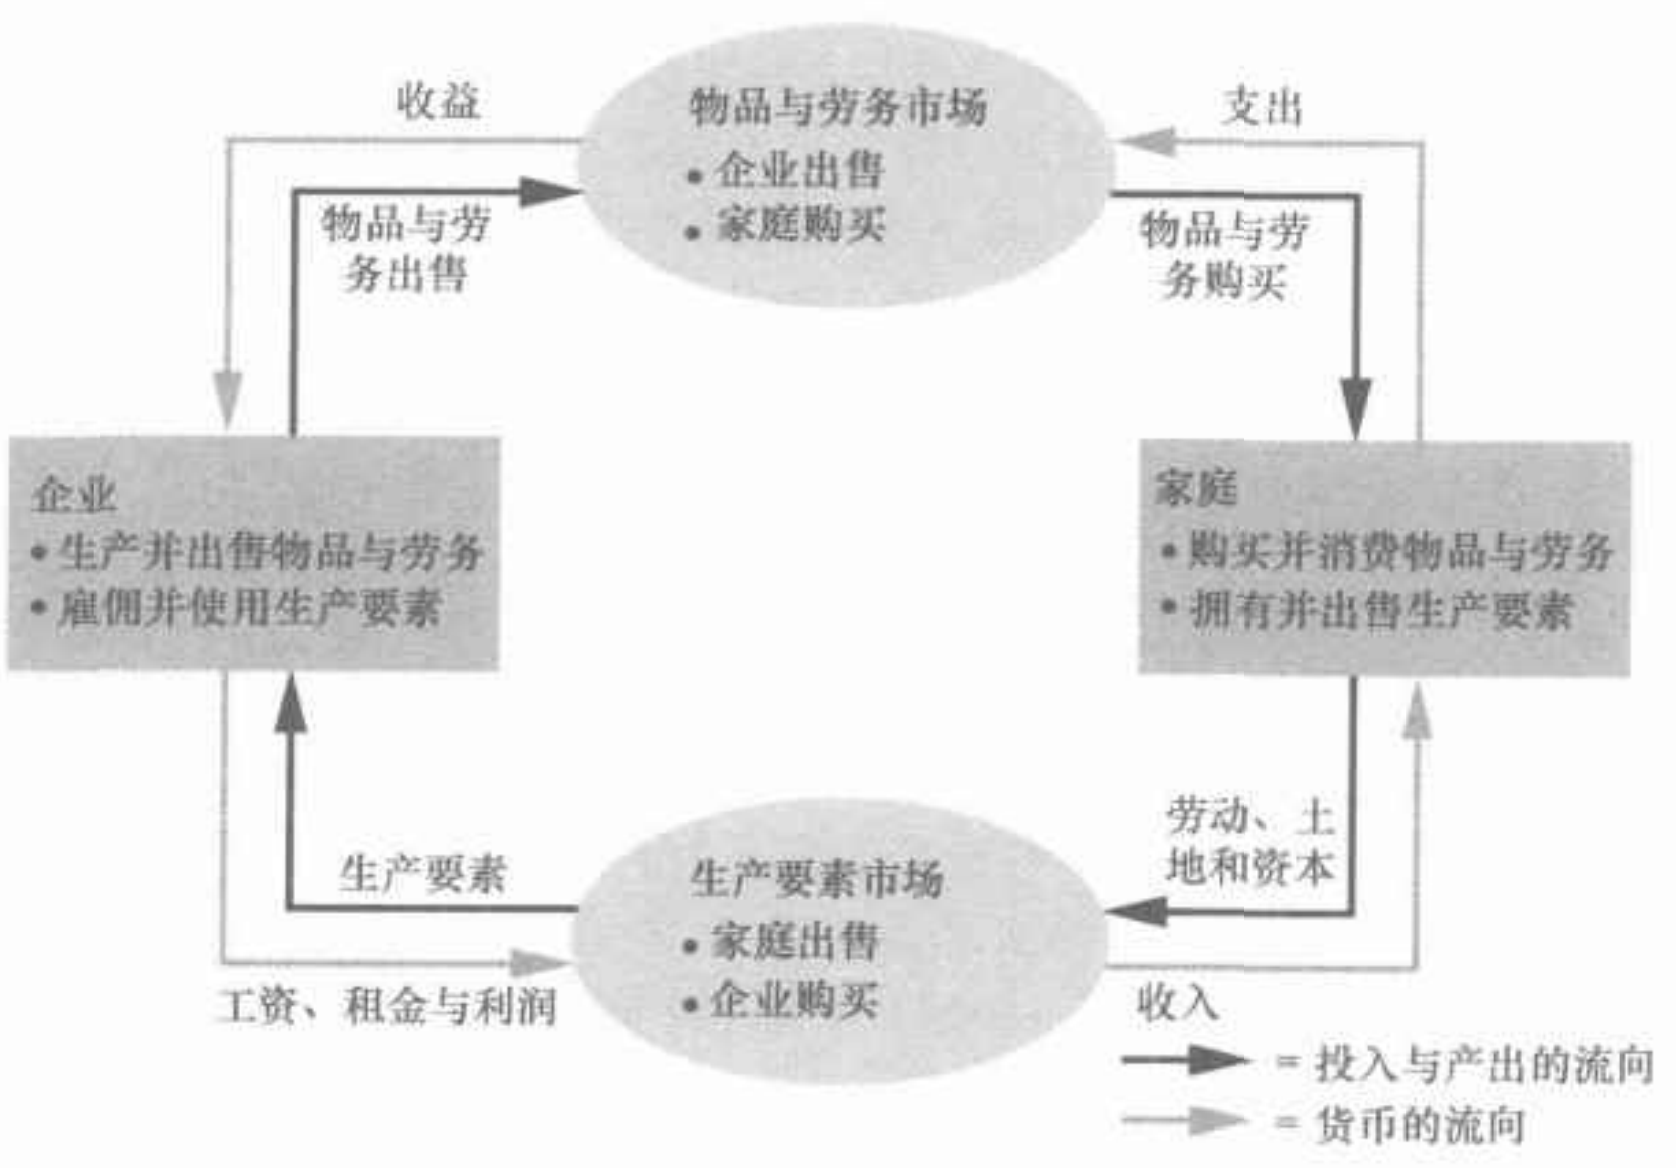 收益
物品与劳务市场
• 企业出售
• 家庭购买
支出
物品与劳
务出售
物品与劳
务购买
企业
• 生产并出售物品与劳务
• 雇佣并使用生产要素
家庭
• 购买并消费物品与劳务
• 拥有并出售生产要素
生产要素
生产要素市场
• 家庭出售
• 企业购买
劳动、土
地和资本
工资、租金与利润
收入
= 投入与产出的流向
= 货币的流向